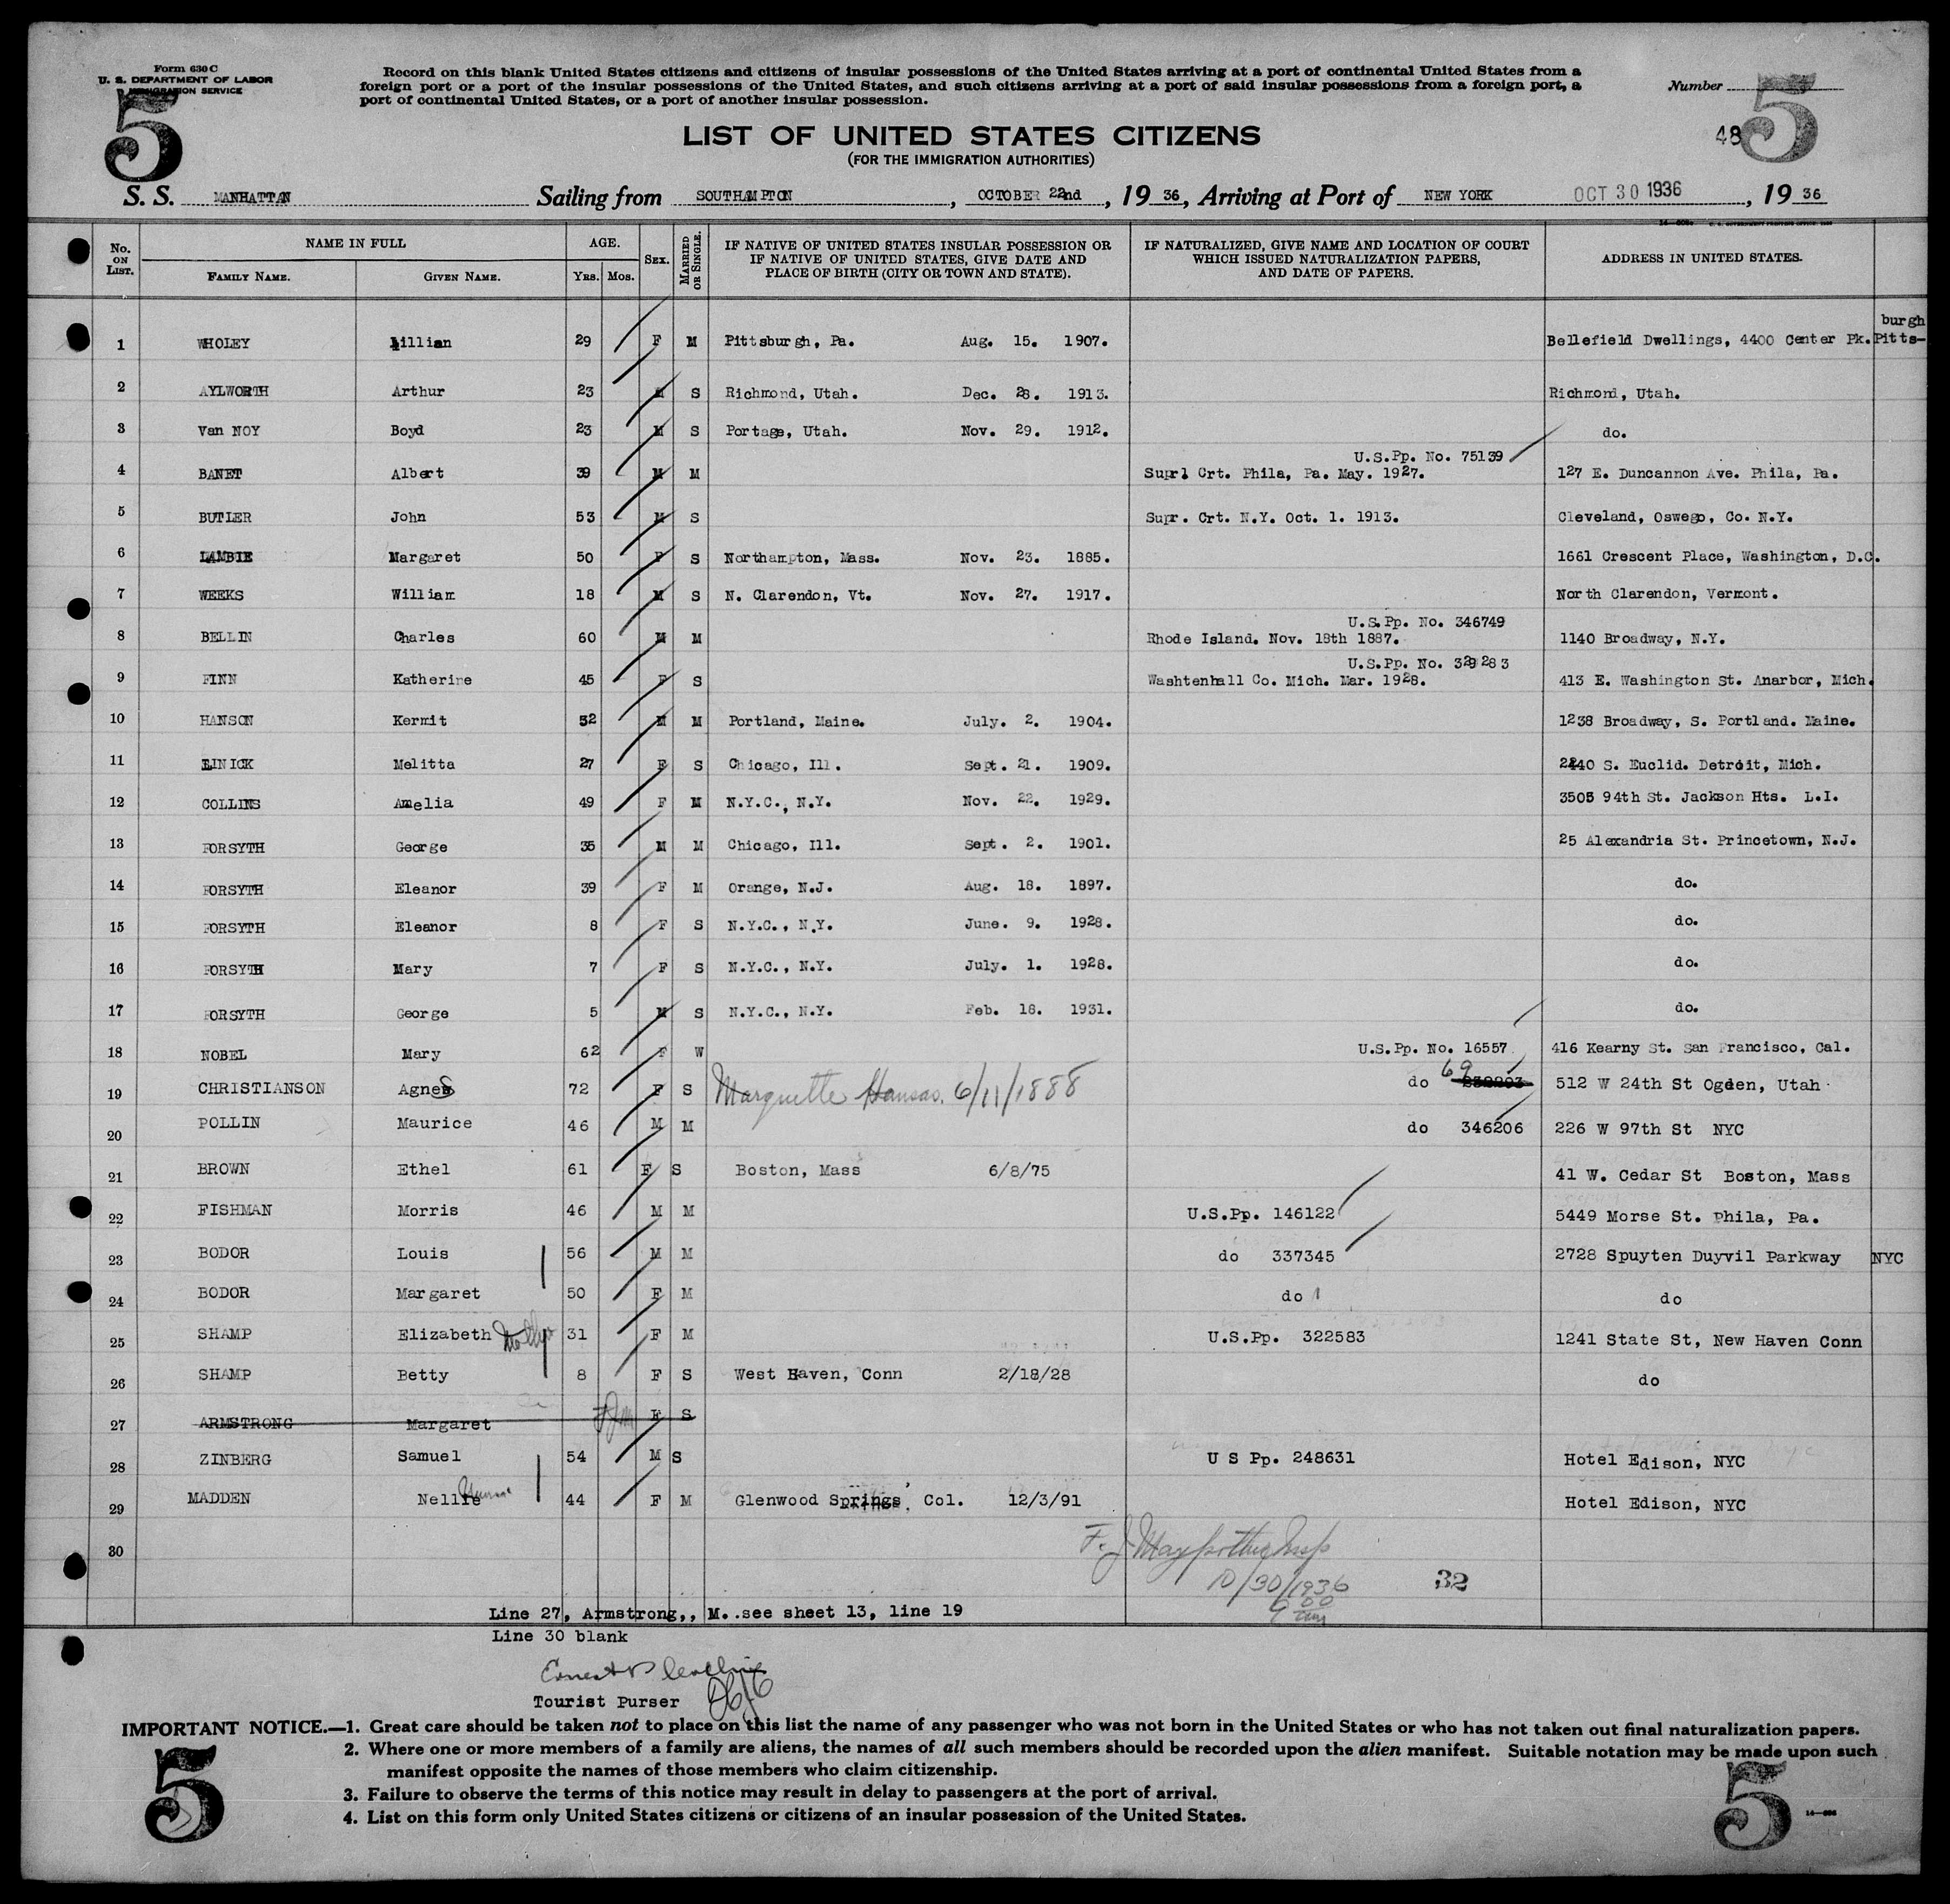 Form 630 C
U. S. DEPARTMENT OF LABOR
IMMIGRATION SERVICE
Record on this blank United States citizens and citizens of insular possessions of the United States arriving at a port of continental United States from a
foreign port or a port of the insular possessions of the United States, and such citizens arriving at a port of said insular possessions from a foreign port, a
port of continental United States, or a port of another insular possession.
Number
5
5
48
LIST OF UNITED STATES CITIZENS
(FOR THE IMMIGRATION AUTHORITIES)
S. S. MANHATTAN Sailing from SOUTHAMPTON, OCTOBER 22nd, 19 36, Arriving at Port of NEW YORK OCT 30 1936, 19 36
No. ON LIST. NAME IN FULL AGE. SEX. MARRIED OR SINGLE. IF NATIVE OF UNITED STATES INSULAR POSSESSION OR IF NATIVE OF UNITED STATES, GIVE DATE AND PLACE OF BIRTH (CITY OR TOWN AND STATE). IF NATURALIZED, GIVE NAME AND LOCATION OF COURT WHICH ISSUED NATURALIZATION PAPERS, AND DATE OF PAPERS. ADDRESS IN UNITED STATES.
FAMILY NAME. GIVEN NAME. YRS. MOS.
burgh
1 WHOLEY Lillian 29 F M Pittsburgh, Pa. Aug. 15. 1907. Bellefield Dwellings, 4400 Center Pk. Pitts-
2 AYLWORTH Arthur 23 M S Richmond, Utah. Dec. 28. 1913. Richmond, Utah.
3 Van NOY Boyd 23 M S Portage, Utah. Nov. 29. 1912. do.
U.S.Pp. No. 75139
4 BANET Albert 39 M M Suprl Crt. Phila, Pa. May. 1927. 127 E. Duncannon Ave. Phila, Pa.
5 BUTLER John 53 M S Supr. Crt. N.Y. Oct. 1. 1913. Cleveland, Oswego, Co. N.Y.
6 LAMBIE Margaret 50 F S Northampton, Mass. Nov. 23. 1885. 1661 Crescent Place, Washington, D.C.
7 WEEKS William 18 M S N. Clarendon, Vt. Nov. 27. 1917. North Clarendon, Vermont.
U.S.Pp. No. 346749
8 BELLIN Charles 60 M M Rhode Island. Nov. 18th 1887. 1140 Broadway, N.Y.
U.S.Pp. No. 329283
9 FINN Katherine 45 F S Washtenhall Co. Mich. Mar. 1928. 413 E. Washington St. Anarbor, Mich.
10 HANSON Kermit 32 M M Portland, Maine. July. 2. 1904. 1238 Broadway, S. Portland. Maine.
11 EINICK Melitta 27 F S Chicago, Ill. Sept. 21. 1909. 2240 S. Euclid. Detroit, Mich.
12 COLLINS Amelia 49 F M N.Y.C., N.Y. Nov. 22. 1929. 3505 94th St. Jackson Hts. L.I.
13 FORSYTH George 35 M M Chicago, Ill. Sept. 2. 1901. 25 Alexandria St. Princetown, N.J.
14 FORSYTH Eleanor 39 F M Orange, N.J. Aug. 18. 1897. do.
15 FORSYTH Eleanor 8 F S N.Y.C., N.Y. June. 9. 1928. do.
16 FORSYTH Mary 7 F S N.Y.C., N.Y. July. 1. 1928. do.
17 FORSYTH George 5 M S N.Y.C., N.Y. Feb. 18. 1931. do.
18 NOBEL Mary 62 F W U.S.Pp. No. 16557 416 Kearny St. San Francisco, Cal.
19 CHRISTIANSON Agnes 72 F S Marquette Kansas. 6/11/1888 do 69 512 W 24th St Ogden, Utah
20 POLLIN Maurice 46 M M do 346206 226 W 97th St NYC
21 BROWN Ethel 61 F S Boston, Mass 6/8/75 41 W. Cedar St Boston, Mass
22 FISHMAN Morris 46 M M U.S.Pp. 146122 5449 Morse St. Phila, Pa.
23 BODOR Louis 56 M M do 337345 2728 Spuyten Duyvil Parkway NYC
24 BODOR Margaret 50 F M do do
25 SHAMP Elizabeth 31 F M U.S.Pp. 322583 1241 State St, New Haven Conn
26 SHAMP Betty 8 F S West Haven, Conn 2/18/28 do
27 ARMSTRONG Margaret F S
28 ZINBERG Samuel 54 M S U S Pp. 248631 Hotel Edison, NYC
29 MADDEN Nellie 44 F M Glenwood Springs, Col. 12/3/91 Hotel Edison, NYC
30
10/30/1936
32
9 00
Line 27, Armstrong,, M..see sheet 13, line 19
Line 30 blank
Tourist Purser
IMPORTANT NOTICE.—1. Great care should be taken not to place on this list the name of any passenger who was not born in the United States or who has not taken out final naturalization papers.
2. Where one or more members of a family are aliens, the names of all such members should be recorded upon the alien manifest. Suitable notation may be made upon such
manifest opposite the names of those members who claim citizenship.
3. Failure to observe the terms of this notice may result in delay to passengers at the port of arrival.
4. List on this form only United States citizens or citizens of an insular possession of the United States.
5
5